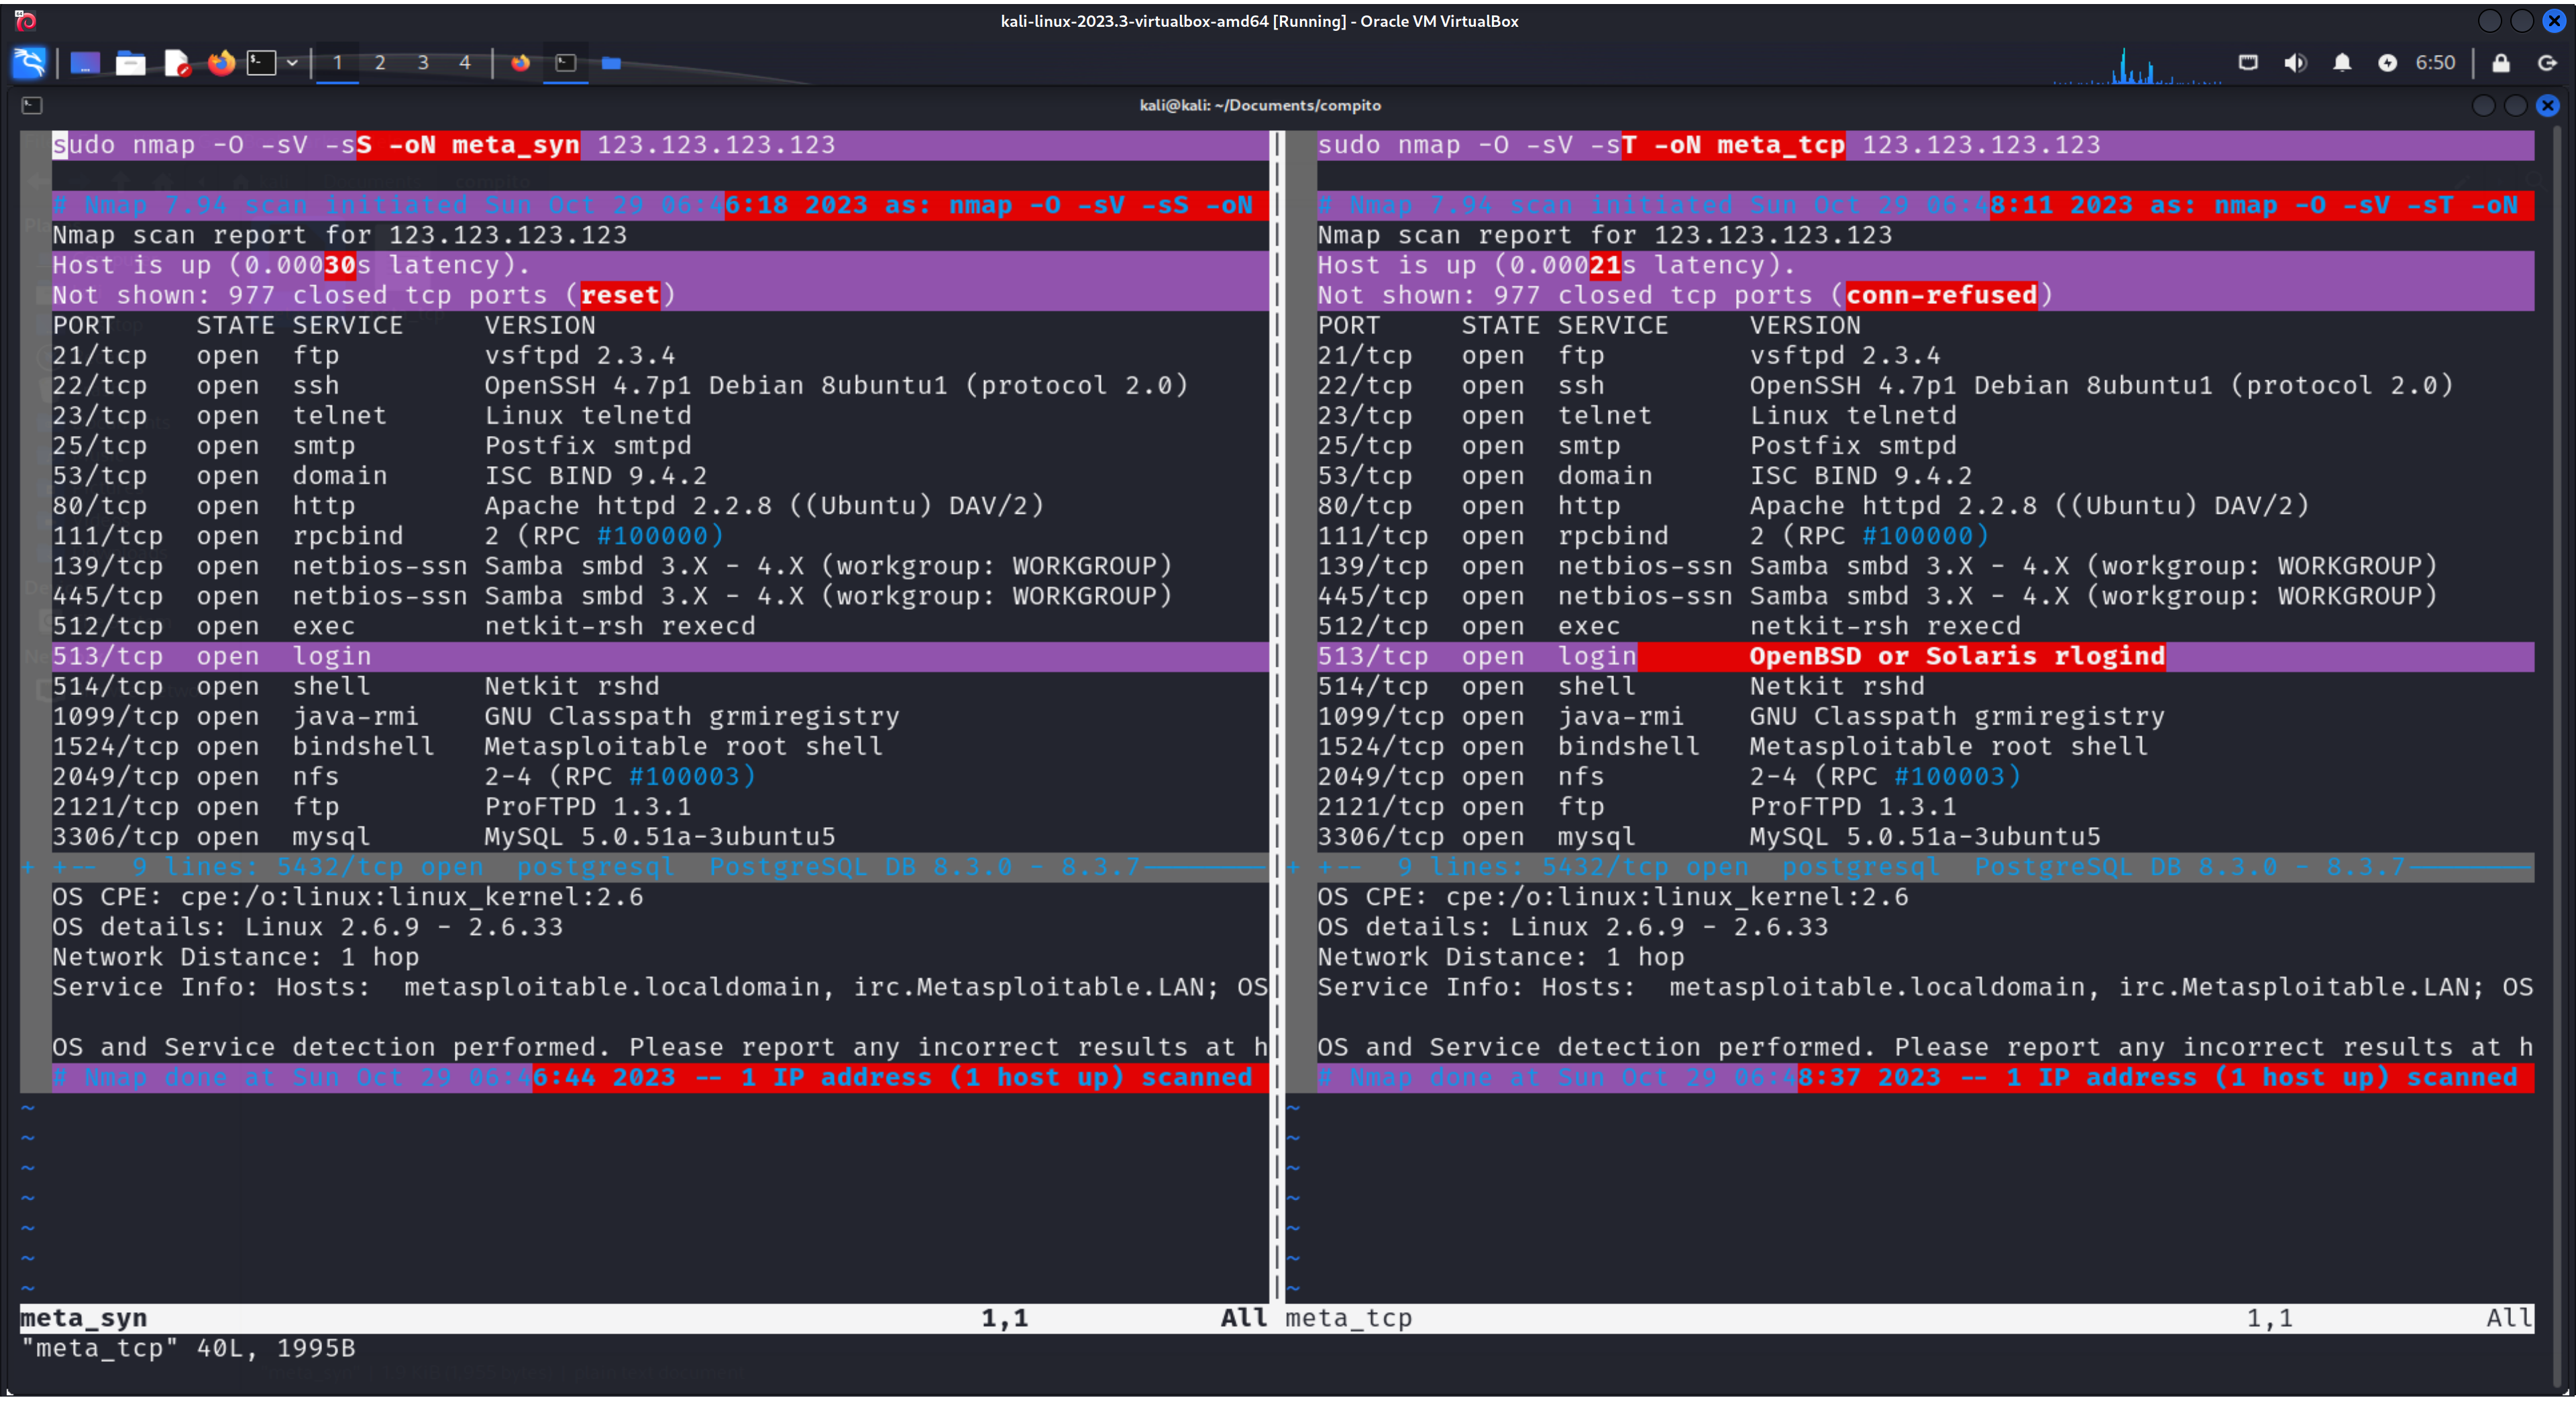 kali-linux-2023.3-virtualbox-amd64 [Running] - Oracle VM VirtualBox
1 2 3 4
6:50
kali@kali: ~/Documents/compito
sudo nmap -O -sV -sS -oN meta_syn 123.123.123.123
# Nmap 7.94 scan initiated Sun Oct 29 06:46:18 2023 as: nmap -O -sV -sS -oN
Nmap scan report for 123.123.123.123
Host is up (0.00030s latency).
Not shown: 977 closed tcp ports (reset)
PORT     STATE SERVICE     VERSION
21/tcp   open  ftp         vsftpd 2.3.4
22/tcp   open  ssh         OpenSSH 4.7p1 Debian 8ubuntu1 (protocol 2.0)
23/tcp   open  telnet      Linux telnetd
25/tcp   open  smtp        Postfix smtpd
53/tcp   open  domain      ISC BIND 9.4.2
80/tcp   open  http        Apache httpd 2.2.8 ((Ubuntu) DAV/2)
111/tcp  open  rpcbind     2 (RPC #100000)
139/tcp  open  netbios-ssn Samba smbd 3.X - 4.X (workgroup: WORKGROUP)
445/tcp  open  netbios-ssn Samba smbd 3.X - 4.X (workgroup: WORKGROUP)
512/tcp  open  exec        netkit-rsh rexecd
513/tcp  open  login
514/tcp  open  shell       Netkit rshd
1099/tcp open  java-rmi    GNU Classpath grmiregistry
1524/tcp open  bindshell   Metasploitable root shell
2049/tcp open  nfs         2-4 (RPC #100003)
2121/tcp open  ftp         ProFTPD 1.3.1
3306/tcp open  mysql       MySQL 5.0.51a-3ubuntu5
+ +--  9 lines: 5432/tcp open  postgresql  PostgreSQL DB 8.3.0 - 8.3.7--------
OS CPE: cpe:/o:linux:linux_kernel:2.6
OS details: Linux 2.6.9 - 2.6.33
Network Distance: 1 hop
Service Info: Hosts:  metasploitable.localdomain, irc.Metasploitable.LAN; OS
OS and Service detection performed. Please report any incorrect results at h
# Nmap done at Sun Oct 29 06:46:44 2023 -- 1 IP address (1 host up) scanned
~
~
~
~
~
~
~
meta_syn 1,1 All
sudo nmap -O -sV -sT -oN meta_tcp 123.123.123.123
# Nmap 7.94 scan initiated Sun Oct 29 06:48:11 2023 as: nmap -O -sV -sT -oN
Nmap scan report for 123.123.123.123
Host is up (0.00021s latency).
Not shown: 977 closed tcp ports (conn-refused)
PORT     STATE SERVICE     VERSION
21/tcp   open  ftp         vsftpd 2.3.4
22/tcp   open  ssh         OpenSSH 4.7p1 Debian 8ubuntu1 (protocol 2.0)
23/tcp   open  telnet      Linux telnetd
25/tcp   open  smtp        Postfix smtpd
53/tcp   open  domain      ISC BIND 9.4.2
80/tcp   open  http        Apache httpd 2.2.8 ((Ubuntu) DAV/2)
111/tcp  open  rpcbind     2 (RPC #100000)
139/tcp  open  netbios-ssn Samba smbd 3.X - 4.X (workgroup: WORKGROUP)
445/tcp  open  netbios-ssn Samba smbd 3.X - 4.X (workgroup: WORKGROUP)
512/tcp  open  exec        netkit-rsh rexecd
513/tcp  open  login       OpenBSD or Solaris rlogind
514/tcp  open  shell       Netkit rshd
1099/tcp open  java-rmi    GNU Classpath grmiregistry
1524/tcp open  bindshell   Metasploitable root shell
2049/tcp open  nfs         2-4 (RPC #100003)
2121/tcp open  ftp         ProFTPD 1.3.1
3306/tcp open  mysql       MySQL 5.0.51a-3ubuntu5
+ +--  9 lines: 5432/tcp open  postgresql  PostgreSQL DB 8.3.0 - 8.3.7--------
OS CPE: cpe:/o:linux:linux_kernel:2.6
OS details: Linux 2.6.9 - 2.6.33
Network Distance: 1 hop
Service Info: Hosts:  metasploitable.localdomain, irc.Metasploitable.LAN; OS
OS and Service detection performed. Please report any incorrect results at h
# Nmap done at Sun Oct 29 06:48:37 2023 -- 1 IP address (1 host up) scanned
~
~
~
~
~
~
~
meta_tcp 1,1 All
"meta_tcp" 40L, 1995B